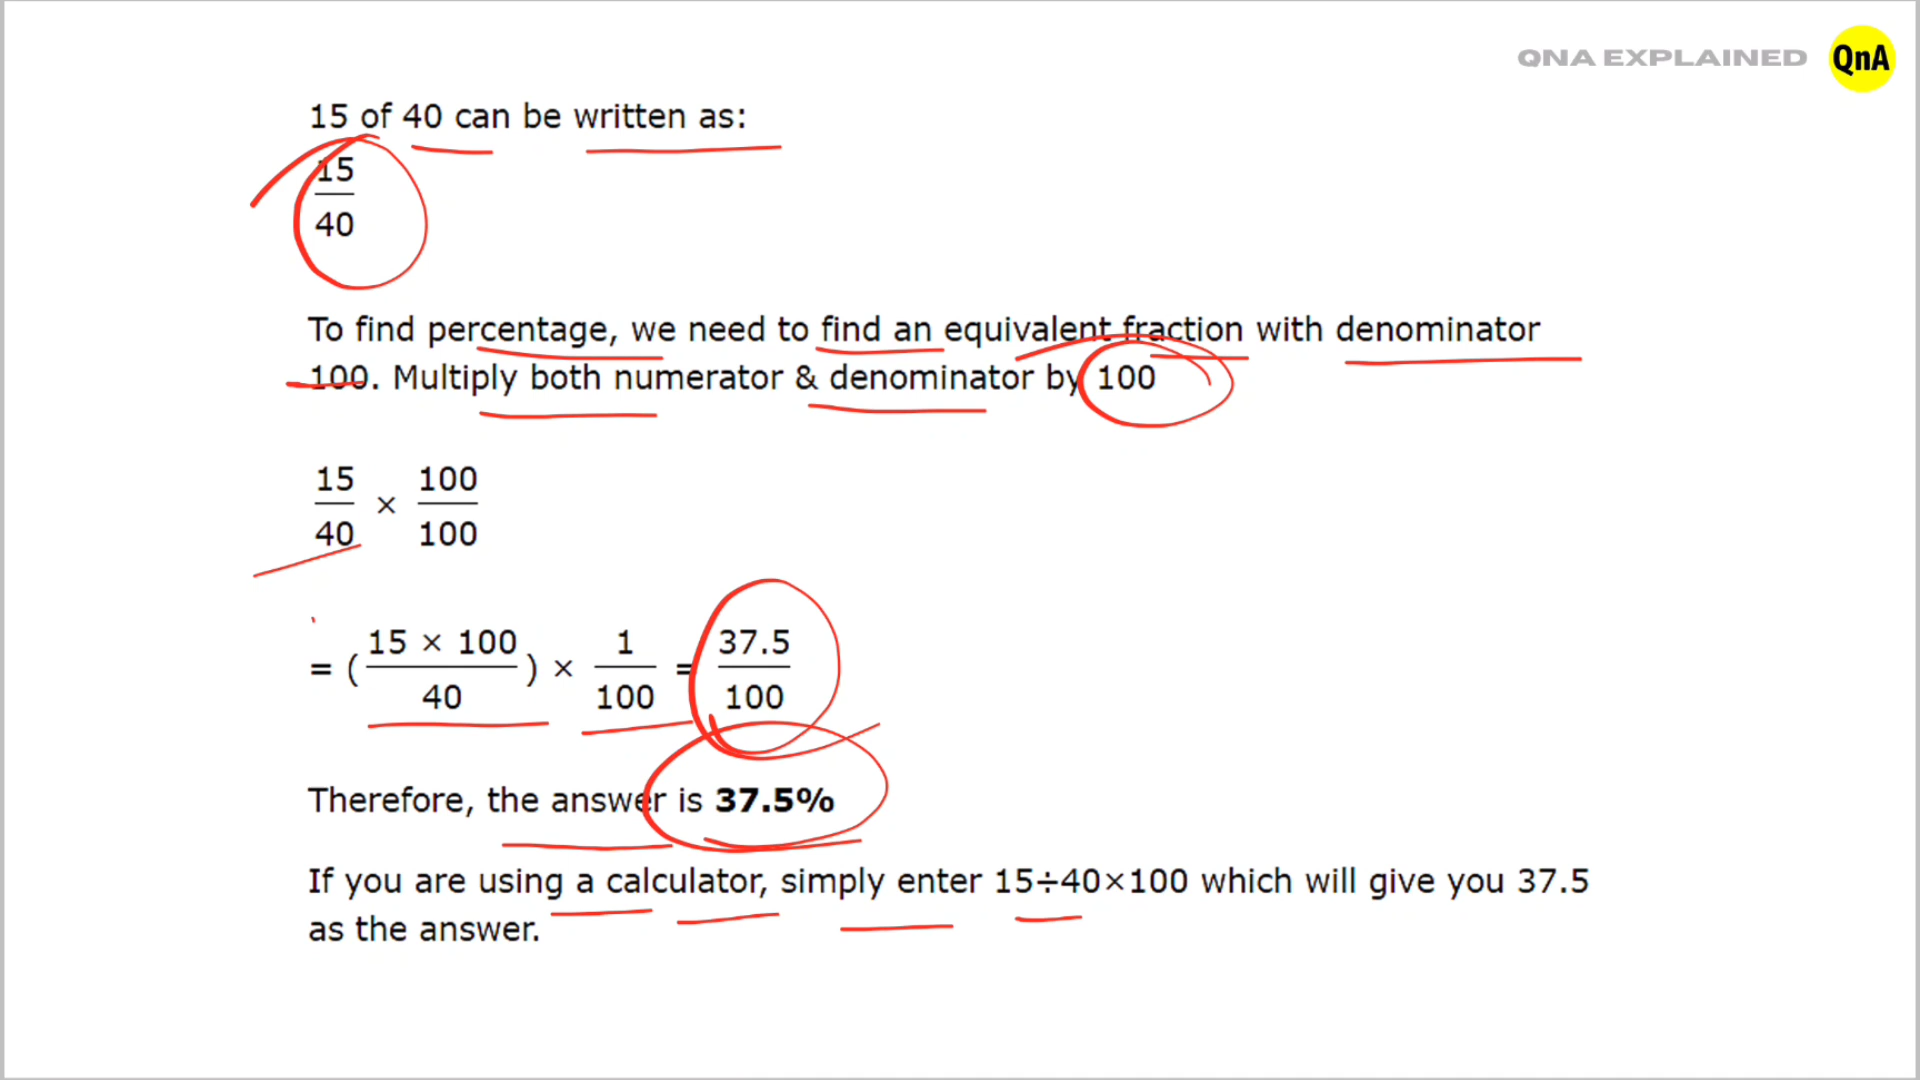 QNA EXPLAINED QnA
15 of 40 can be written as:
15
40
To find percentage, we need to find an equivalent fraction with denominator
100. Multiply both numerator & denominator by 100
15 × 100
40 100
= (15 × 100) × 1 = 37.5
40 100 100
Therefore, the answer is 37.5%
If you are using a calculator, simply enter 15÷40×100 which will give you 37.5
as the answer.